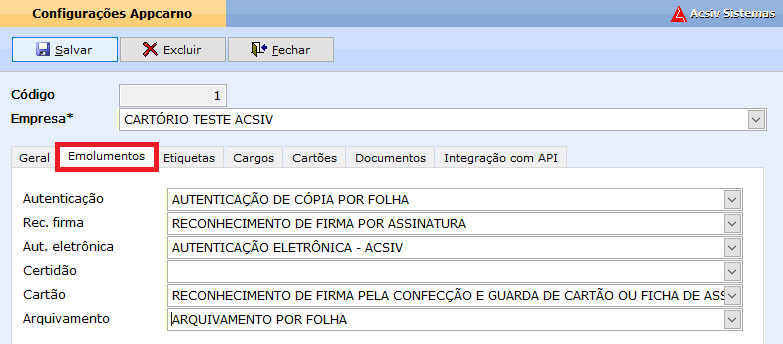 Configurações Appcarno
Acsiv Sistemas
Salvar Excluir Fechar
Código 1
Empresa* CARTÓRIO TESTE ACSIV
Geral Emolumentos Etiquetas Cargos Cartões Documentos Integração com API
Autenticação AUTENTICAÇÃO DE CÓPIA POR FOLHA
Rec. firma RECONHECIMENTO DE FIRMA POR ASSINATURA
Aut. eletrônica AUTENTICAÇÃO ELETRÔNICA - ACSIV
Certidão
Cartão RECONHECIMENTO DE FIRMA PELA CONFECÇÃO E GUARDA DE CARTÃO OU FICHA DE ASS
Arquivamento ARQUIVAMENTO POR FOLHA